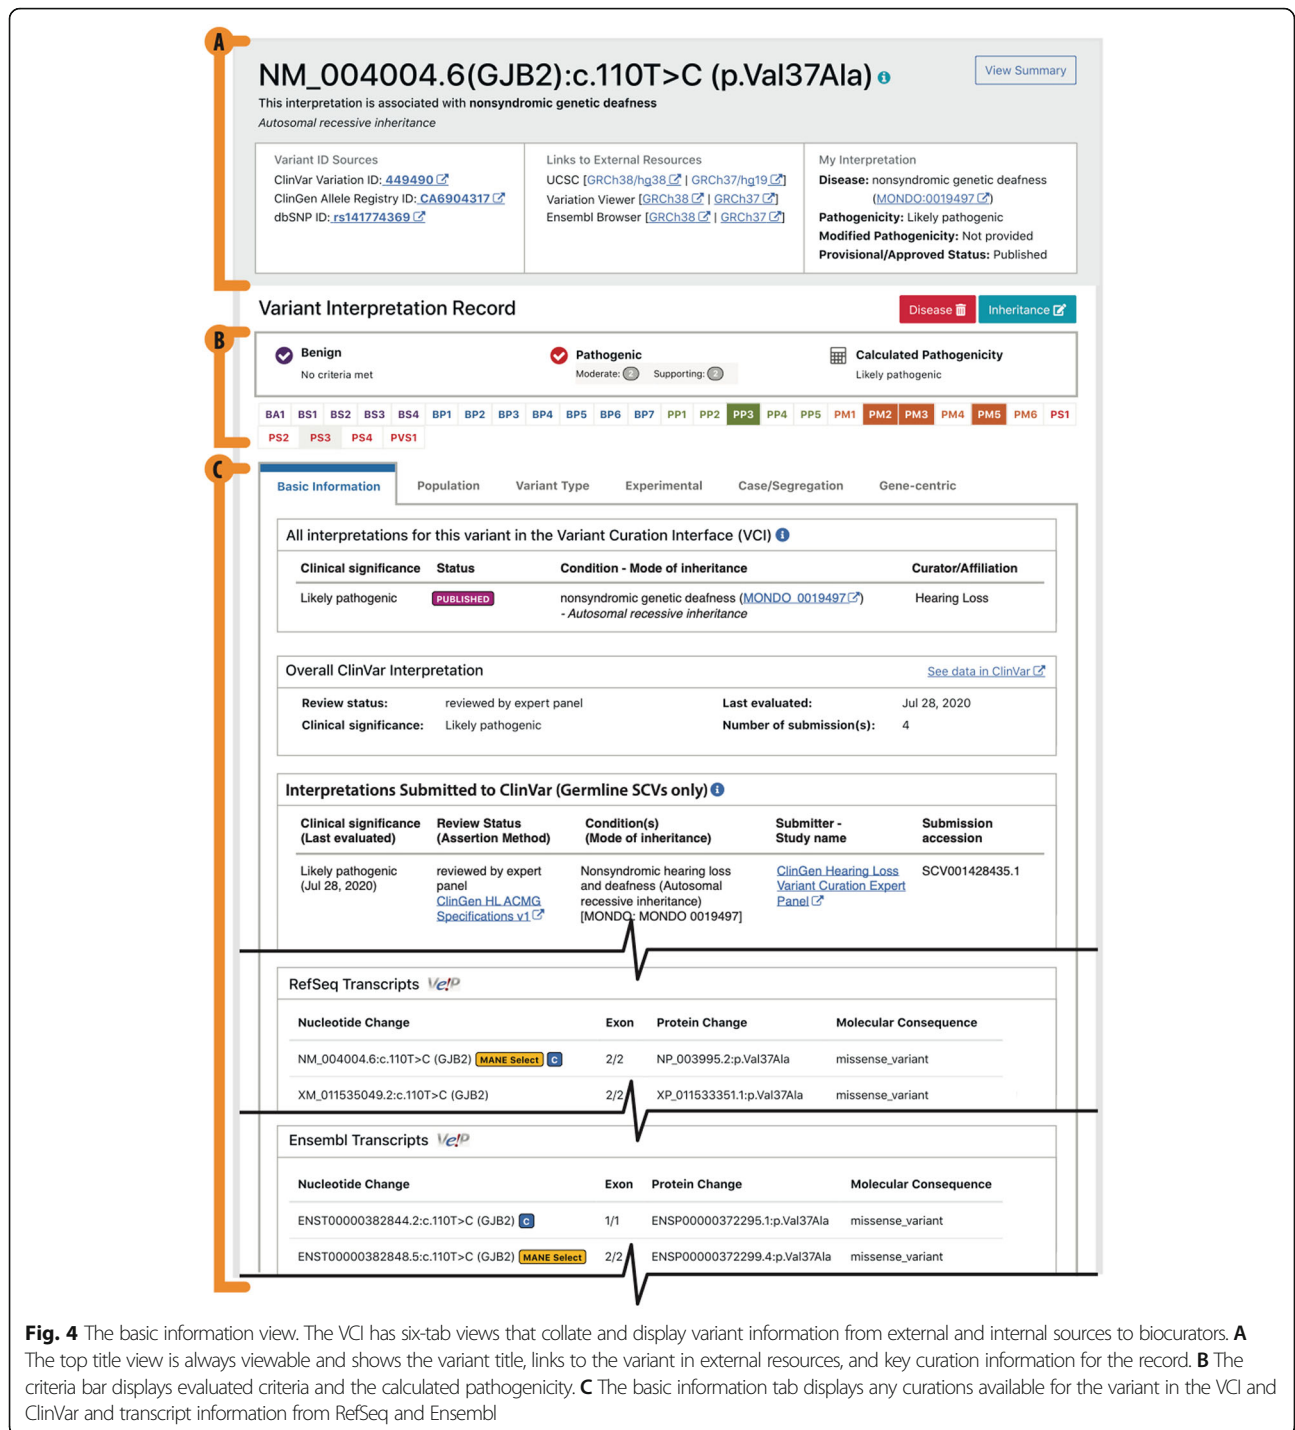 A
NM_004004.6(GJB2):c.110T>C (p.Val37Ala)
View Summary
This interpretation is associated with nonsyndromic genetic deafness
Autosomal recessive inheritance
Variant ID Sources
ClinVar Variation ID: 449490
ClinGen Allele Registry ID: CA6904317
dbSNP ID: rs141774369
Links to External Resources
UCSC [GRCh38/hg38 | GRCh37/hg19]
Variation Viewer [GRCh38 | GRCh37]
Ensembl Browser [GRCh38 | GRCh37]
My Interpretation
Disease: nonsyndromic genetic deafness
(MONDO:0019497)
Pathogenicity: Likely pathogenic
Modified Pathogenicity: Not provided
Provisional/Approved Status: Published
Variant Interpretation Record
Disease
Inheritance
B
Benign
No criteria met
Pathogenic
Moderate: 2 Supporting: 2
Calculated Pathogenicity
Likely pathogenic
BA1 BS1 BS2 BS3 BS4 BP1 BP2 BP3 BP4 BP5 BP6 BP7 PP1 PP2 PP3 PP4 PP5 PM1 PM2 PM3 PM4 PM5 PM6 PS1
PS2 PS3 PS4 PVS1
C
Basic Information Population Variant Type Experimental Case/Segregation Gene-centric
All interpretations for this variant in the Variant Curation Interface (VCI)
Clinical significance Status Condition - Mode of inheritance Curator/Affiliation
Likely pathogenic PUBLISHED nonsyndromic genetic deafness (MONDO_0019497) Hearing Loss
- Autosomal recessive inheritance
Overall ClinVar Interpretation See data in ClinVar
Review status: reviewed by expert panel Last evaluated: Jul 28, 2020
Clinical significance: Likely pathogenic Number of submission(s): 4
Interpretations Submitted to ClinVar (Germline SCVs only)
Clinical significance Review Status Condition(s) Submitter - Submission
(Last evaluated) (Assertion Method) (Mode of inheritance) Study name accession
Likely pathogenic reviewed by expert Nonsyndromic hearing loss ClinGen Hearing Loss SCV001428435.1
(Jul 28, 2020) panel and deafness (Autosomal Variant Curation Expert
ClinGen HL ACMG recessive inheritance) Panel
Specifications v1 [MONDO: MONDO 0019497]
RefSeq Transcripts Ve!P
Nucleotide Change Exon Protein Change Molecular Consequence
NM_004004.6:c.110T>C (GJB2) MANE Select C 2/2 NP_003995.2:p.Val37Ala missense_variant
XM_011535049.2:c.110T>C (GJB2) 2/2 XP_011533351.1:p.Val37Ala missense_variant
Ensembl Transcripts Ve!P
Nucleotide Change Exon Protein Change Molecular Consequence
ENST00000382844.2:c.110T>C (GJB2) C 1/1 ENSP00000372295.1:p.Val37Ala missense_variant
ENST00000382848.5:c.110T>C (GJB2) MANE Select 2/2 ENSP00000372299.4:p.Val37Ala missense_variant
Fig. 4 The basic information view. The VCI has six-tab views that collate and display variant information from external and internal sources to biocurators. A
The top title view is always viewable and shows the variant title, links to the variant in external resources, and key curation information for the record. B The
criteria bar displays evaluated criteria and the calculated pathogenicity. C The basic information tab displays any curations available for the variant in the VCI and
ClinVar and transcript information from RefSeq and Ensembl